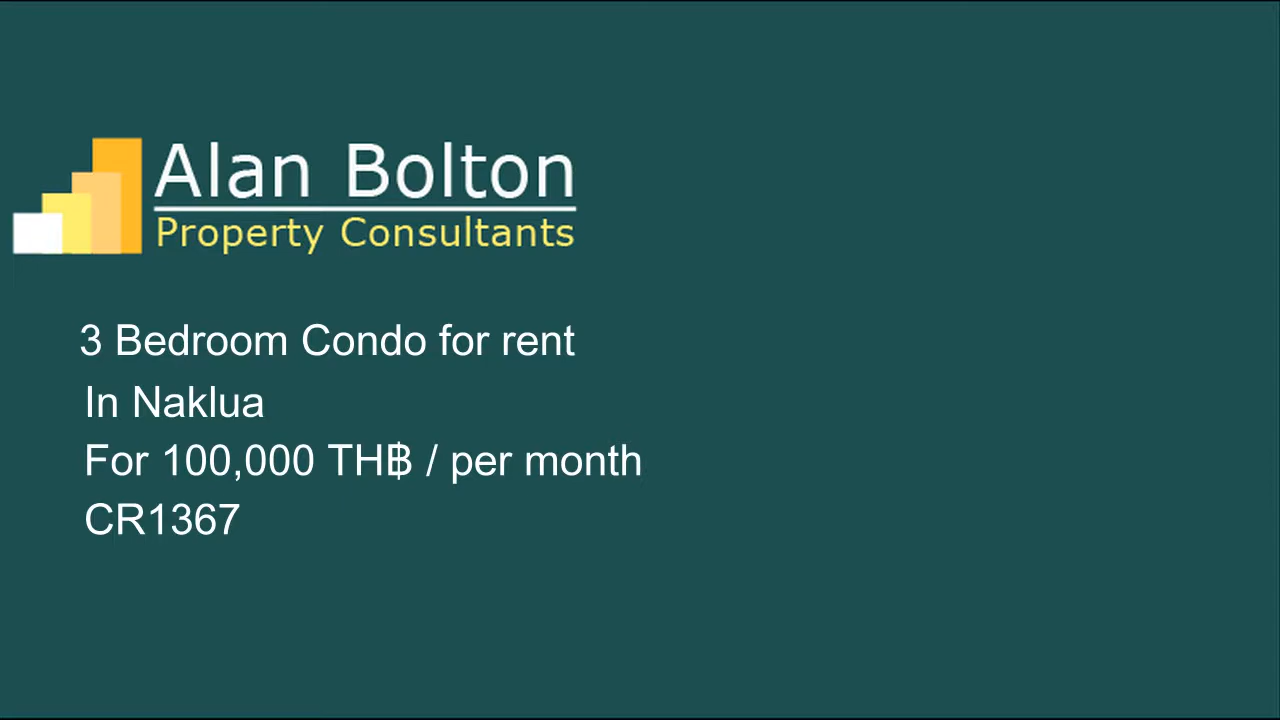 Alan Bolton
Property Consultants
3 Bedroom Condo for rent
In Naklua
For 100,000 TH฿ / per month
CR1367